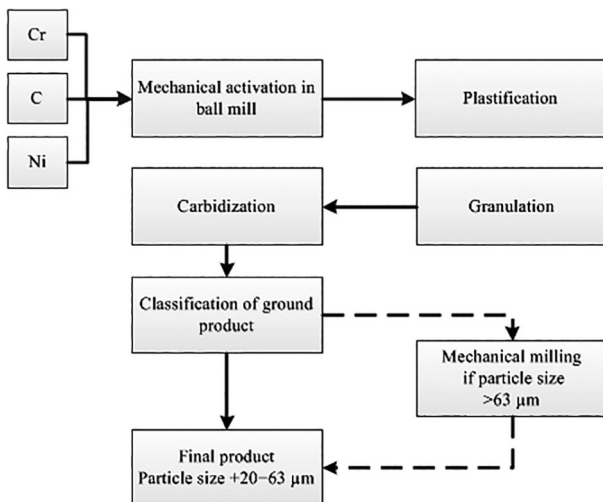 Cr
C
Ni
Mechanical activation in
ball mill
Plastification
Carbidization
Granulation
Classification of ground
product
Mechanical milling
if particle size
>63 µm
Final product
Particle size +20−63 µm